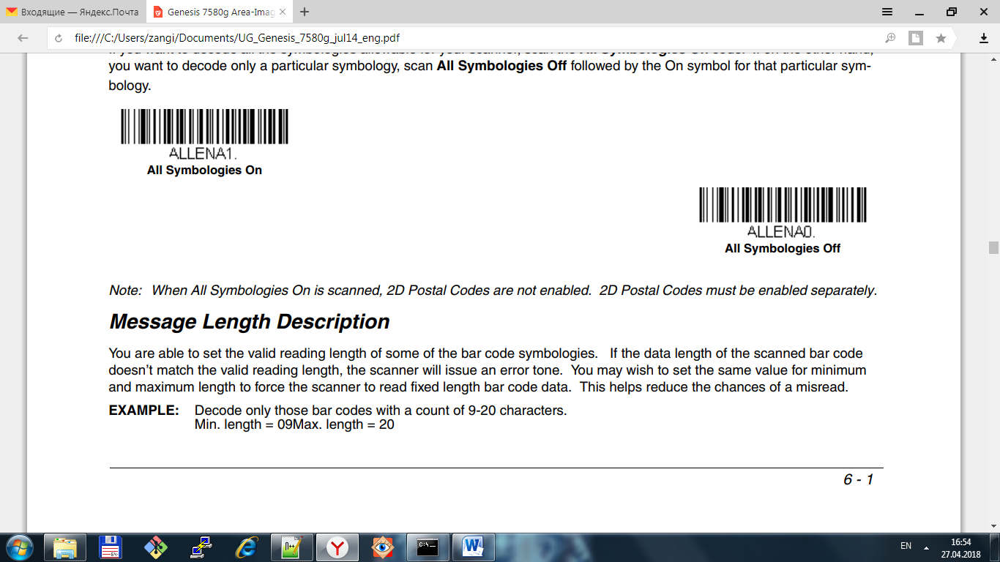 Входящие — Яндекс.Почта
Genesis 7580g Area-Imag
file:///C:/Users/zangi/Documents/UG_Genesis_7580g_jul14_eng.pdf
you want to decode only a particular symbology, scan All Symbologies Off followed by the On symbol for that particular sym-
bology.
ALLENA1.
All Symbologies On
ALLENA0.
All Symbologies Off
Note: When All Symbologies On is scanned, 2D Postal Codes are not enabled. 2D Postal Codes must be enabled separately.
Message Length Description
You are able to set the valid reading length of some of the bar code symbologies. If the data length of the scanned bar code
doesn't match the valid reading length, the scanner will issue an error tone. You may wish to set the same value for minimum
and maximum length to force the scanner to read fixed length bar code data. This helps reduce the chances of a misread.
EXAMPLE: Decode only those bar codes with a count of 9-20 characters.
Min. length = 09Max. length = 20
6 - 1
EN
16:54
27.04.2018